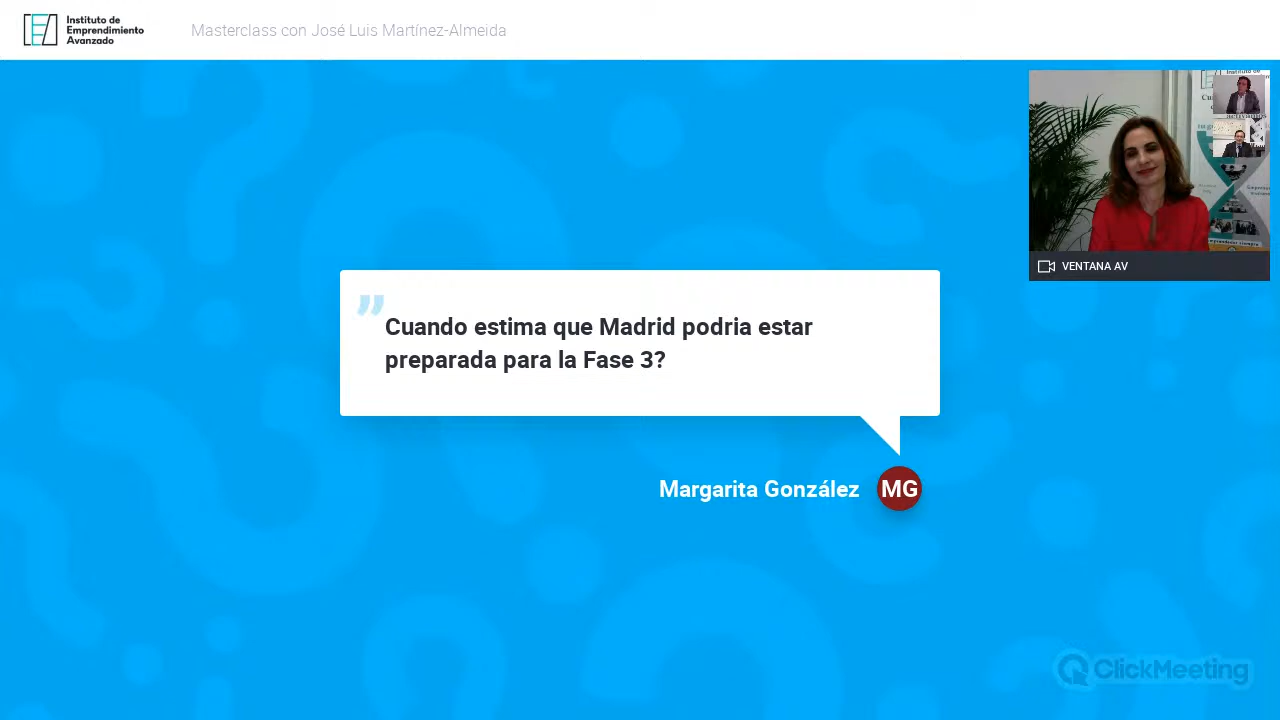 Instituto de
Emprendimiento
Avanzado
Masterclass con José Luis Martínez-Almeida
VENTANA AV
"Cuando estima que Madrid podria estar
preparada para la Fase 3?
Margarita González
MG
ClickMeeting